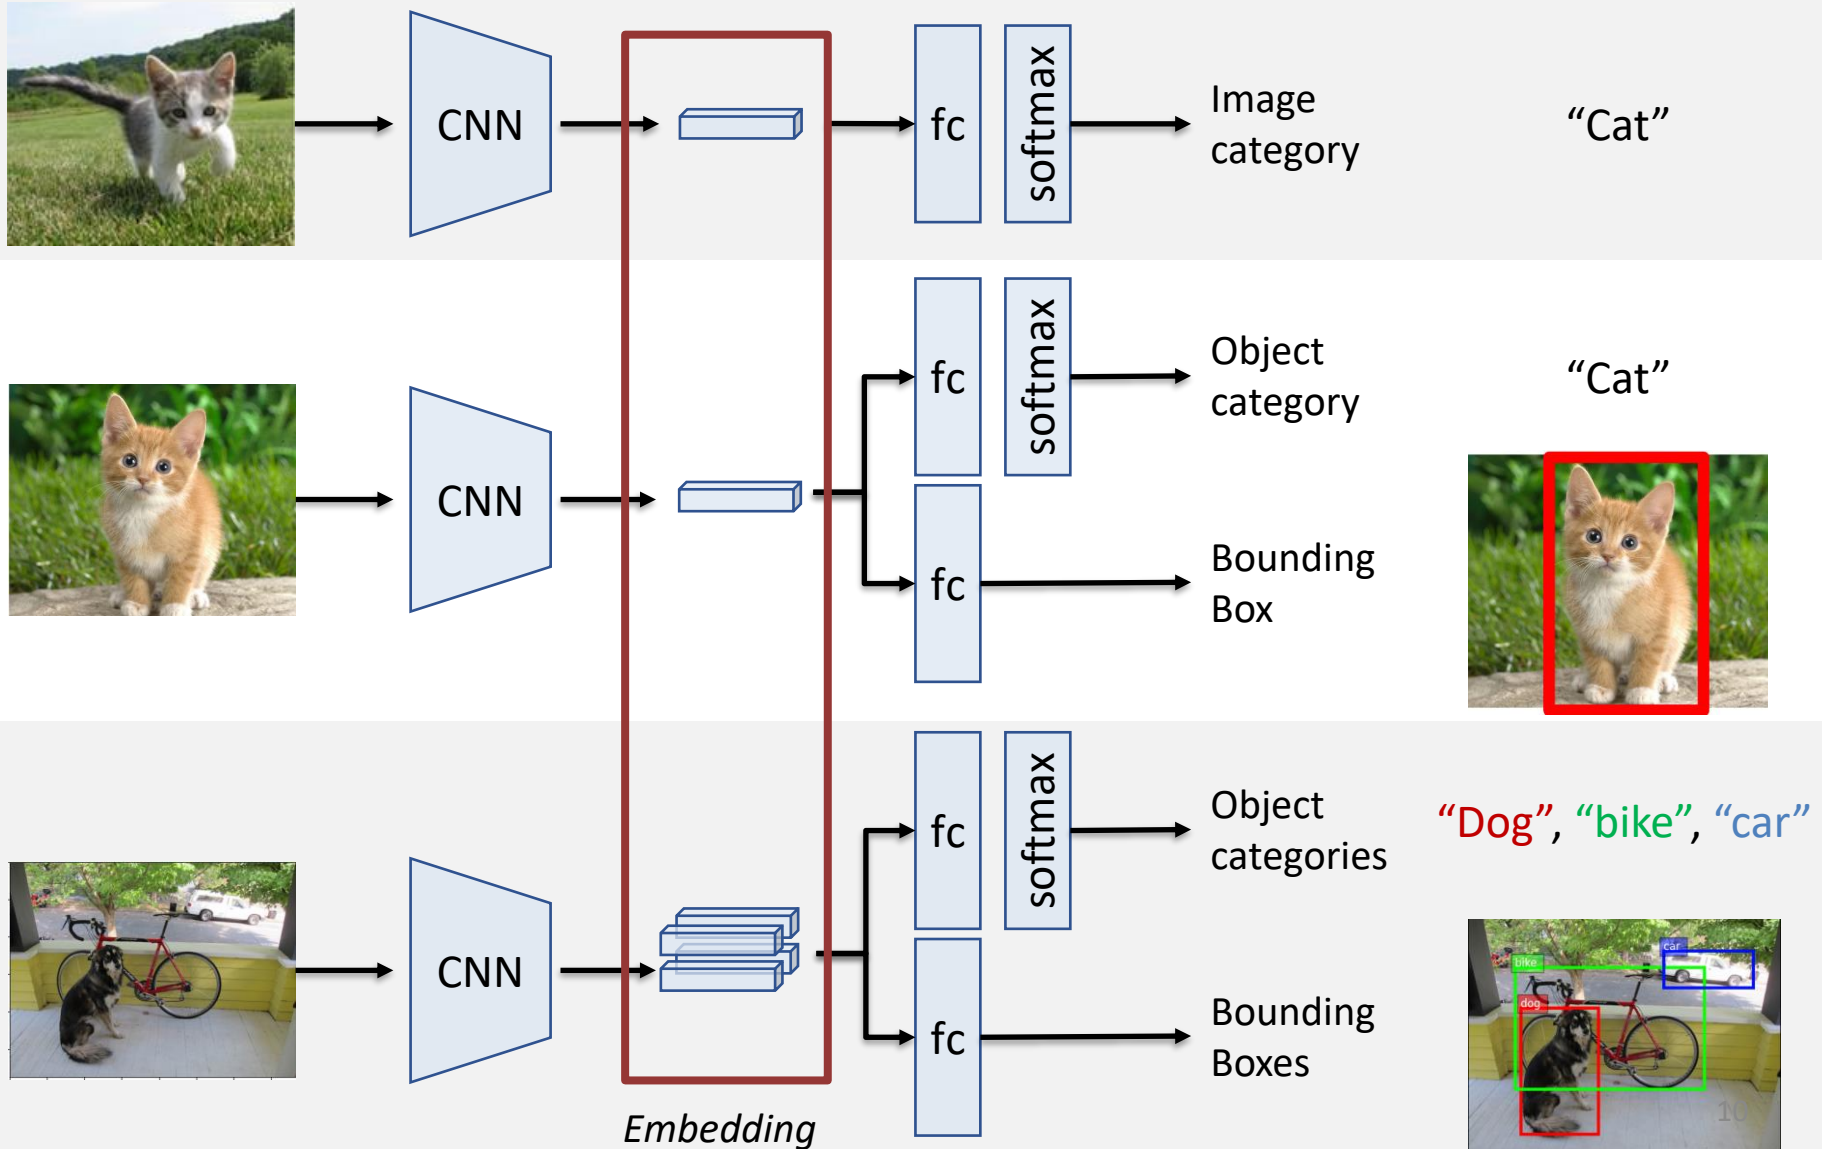 CNN
fc
softmax
Image
category
“Cat”
CNN
fc
softmax
Object
category
“Cat”
fc
Bounding
Box
CNN
fc
softmax
Object
categories
“Dog”, “bike”, “car”
fc
Bounding
Boxes
car
bike
dog
Embedding